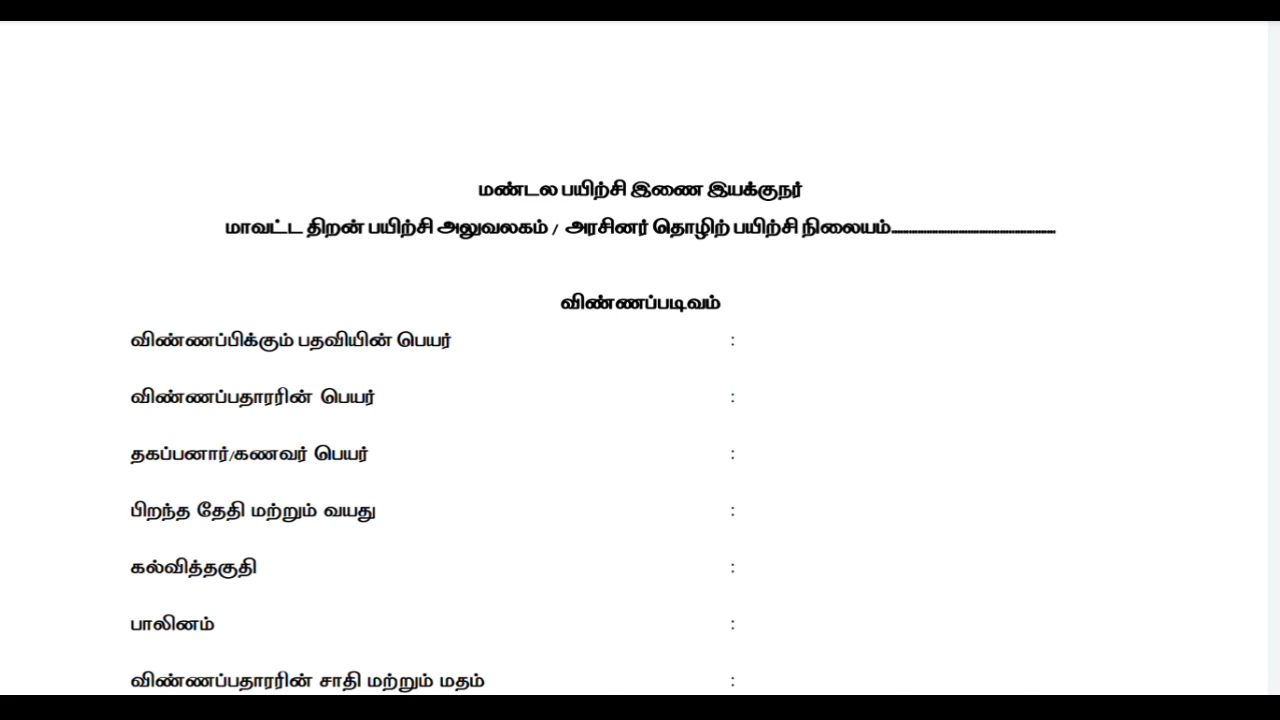 மண்டல பயிற்சி இணை இயக்குநர்
மாவட்ட திறன் பயிற்சி அலுவலகம் / அரசினர் தொழிற் பயிற்சி நிலையம்......................................................
விண்ணப்படிவம்
விண்ணப்பிக்கும் பதவியின் பெயர் :
விண்ணப்பதாரரின் பெயர் :
தகப்பனார்/கணவர் பெயர் :
பிறந்த தேதி மற்றும் வயது :
கல்வித்தகுதி :
பாலினம் :
விண்ணப்பதாரரின் சாதி மற்றும் மதம் :